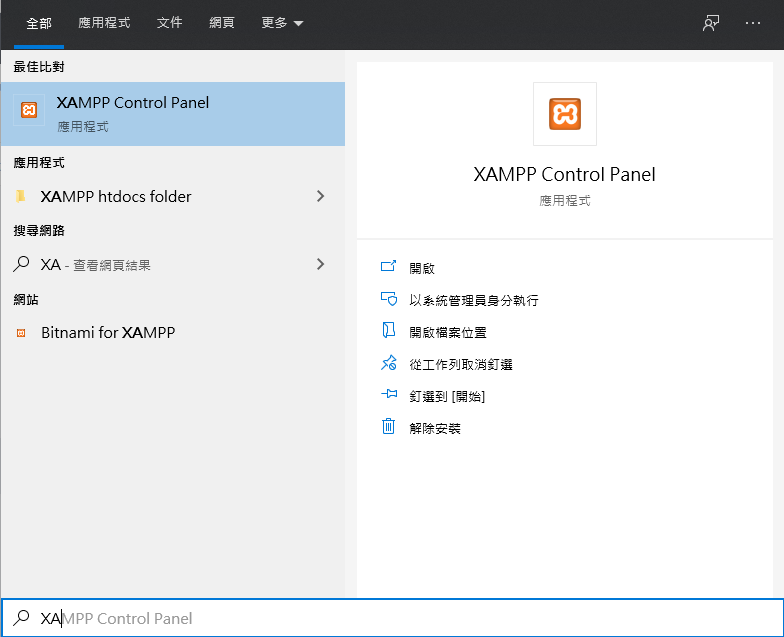 全部 應用程式 文件 網頁 更多
最佳比對
XAMPP Control Panel
應用程式
應用程式
XAMPP htdocs folder
搜尋網路
XA - 查看網頁結果
網站
Bitnami for XAMPP
XAMPP Control Panel
應用程式
開啟
以系統管理員身分執行
開啟檔案位置
從工作列取消釘選
釘選到 [開始]
解除安裝
XAMPP Control Panel